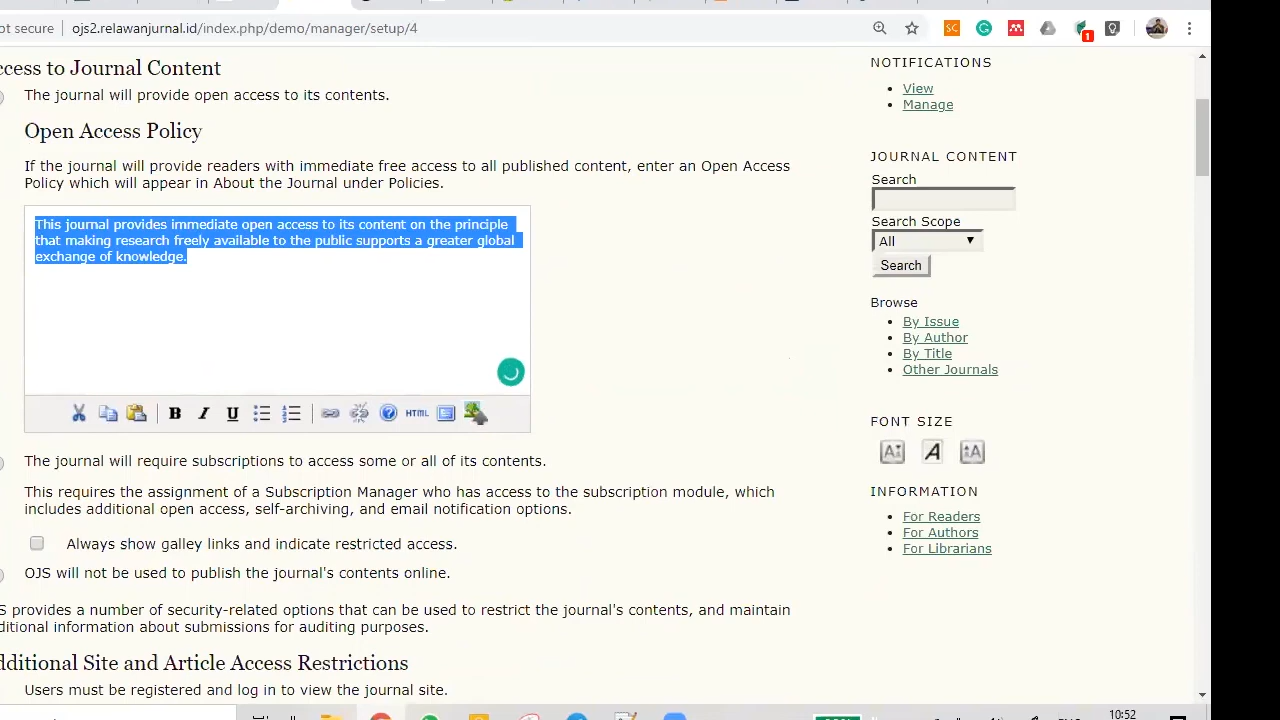 ot secure
ojs2.relawanjournal.id/index.php/demo/manager/setup/4
SC
1
ccess to Journal Content
The journal will provide open access to its contents.
Open Access Policy
If the journal will provide readers with immediate free access to all published content, enter an Open Access
Policy which will appear in About the Journal under Policies.
This journal provides immediate open access to its content on the principle
that making research freely available to the public supports a greater global
exchange of knowledge.
B I U HTML
The journal will require subscriptions to access some or all of its contents.
This requires the assignment of a Subscription Manager who has access to the subscription module, which
includes additional open access, self-archiving, and email notification options.
Always show galley links and indicate restricted access.
OJS will not be used to publish the journal's contents online.
S provides a number of security-related options that can be used to restrict the journal's contents, and maintain
ditional information about submissions for auditing purposes.
dditional Site and Article Access Restrictions
Users must be registered and log in to view the journal site.
NOTIFICATIONS
View
Manage
JOURNAL CONTENT
Search
Search Scope
All
Search
Browse
By Issue
By Author
By Title
Other Journals
FONT SIZE
A A A
INFORMATION
For Readers
For Authors
For Librarians
10:52